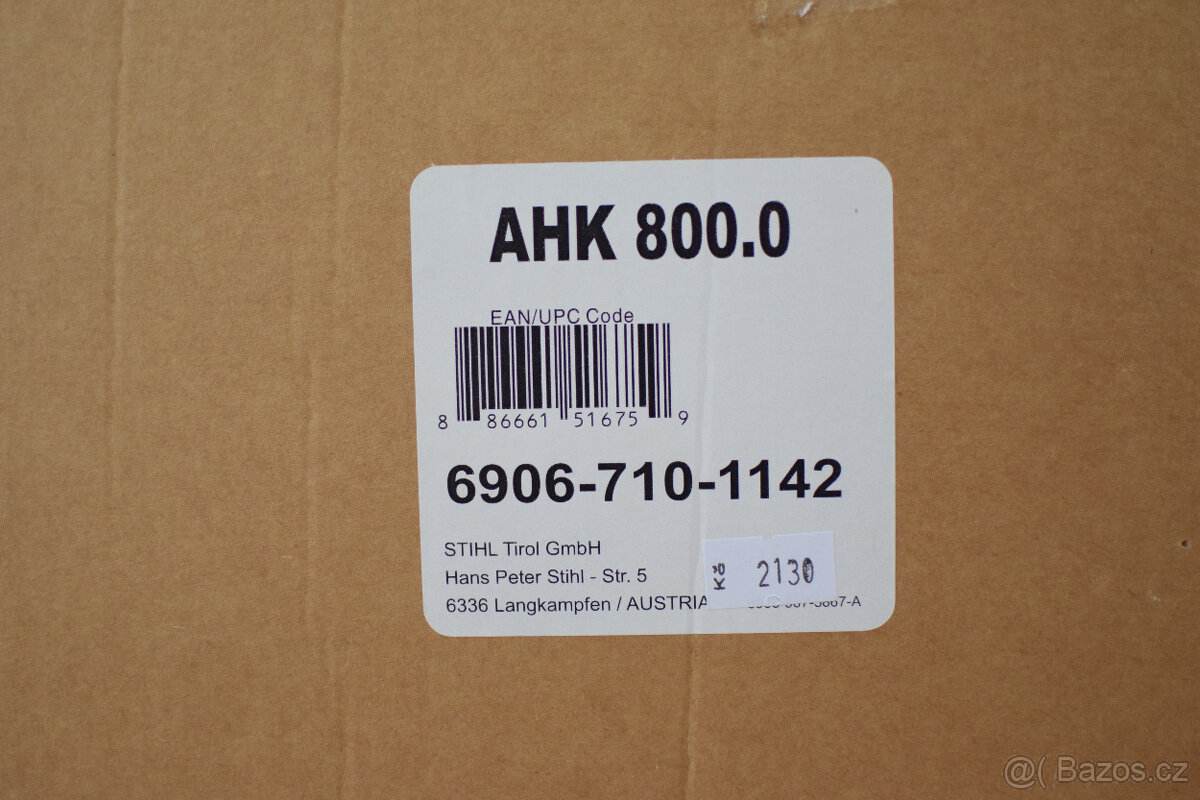 AHK 800.0
EAN/UPC Code
8 86661 51675 9
6906-710-1142
STIHL Tirol GmbH
Hans Peter Stihl - Str. 5
6336 Langkampfen / AUSTRIA
Kč 2130
@( Bazos.cz